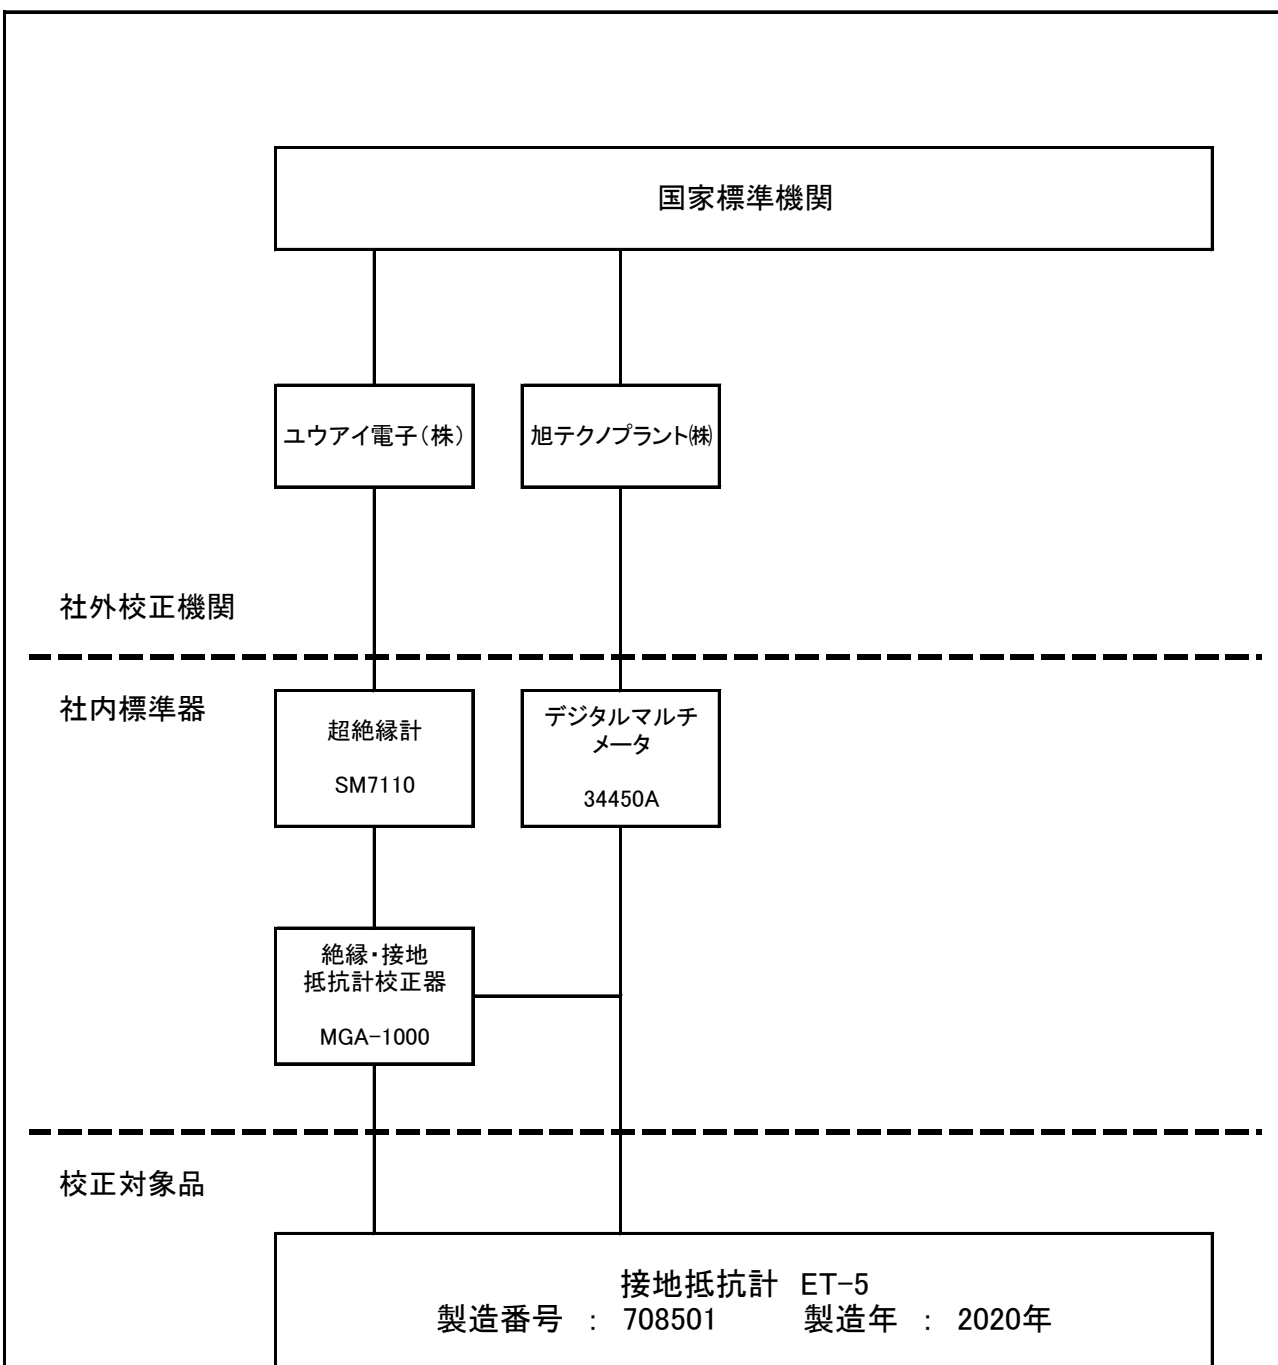 国家標準機関
ユウアイ電子(株)
旭テクノプラント㈱
社外校正機関
社内標準器
超絶縁計
SM7110
デジタルマルチ
メータ
34450A
絶縁・接地
抵抗計校正器
MGA-1000
校正対象品
接地抵抗計 ET-5
製造番号 : 708501 製造年 : 2020年